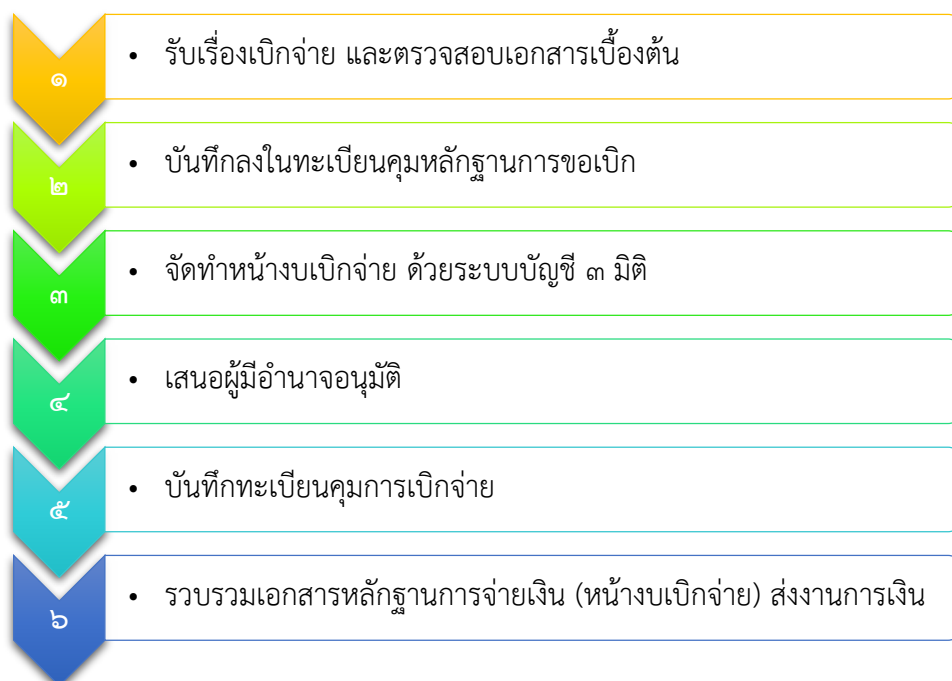 ๑
• รับเรื่องเบิกจ่าย และตรวจสอบเอกสารเบื้องต้น
๒
• บันทึกลงในทะเบียนคุมหลักฐานการขอเบิก
๓
• จัดทำหน้างบเบิกจ่าย ด้วยระบบบัญชี ๓ มิติ
๔
• เสนอผู้มีอำนาจอนุมัติ
๕
• บันทึกทะเบียนคุมการเบิกจ่าย
๖
• รวบรวมเอกสารหลักฐานการจ่ายเงิน (หน้างบเบิกจ่าย) ส่งงานการเงิน